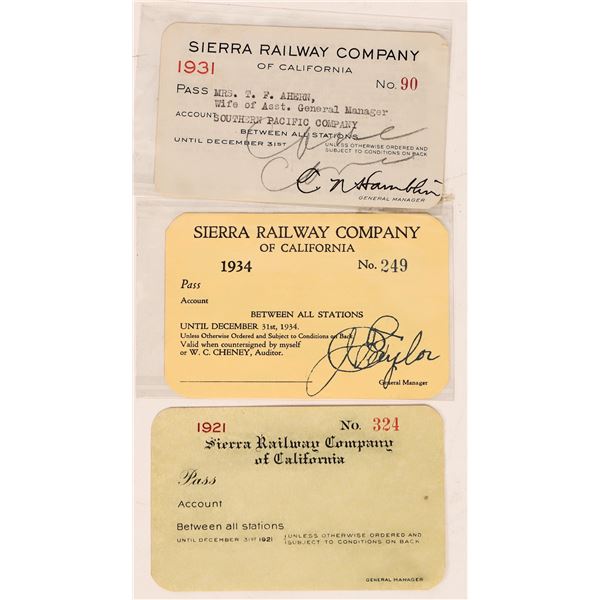 SIERRA RAILWAY COMPANY
OF CALIFORNIA
1931 No. 90
PASS MRS. T. F. AHERN,
Wife of Asst. General Manager
ACCOUNT SOUTHERN PACIFIC COMPANY
BETWEEN ALL STATIONS
UNTIL DECEMBER 31ST UNLESS OTHERWISE ORDERED AND
SUBJECT TO CONDITIONS ON BACK
C. N. Hamblin
GENERAL MANAGER
SIERRA RAILWAY COMPANY
OF CALIFORNIA
1934 No. 249
Pass
Account
BETWEEN ALL STATIONS
UNTIL DECEMBER 31st, 1934.
Unless Otherwise Ordered and Subject to Conditions on Back
Valid when countersigned by myself
or W. C. CHENEY, Auditor.
General Manager
1921 No. 324
Sierra Railway Company
of California
Pass
Account
Between all stations
UNTIL DECEMBER 31ST 1921 UNLESS OTHERWISE ORDERED AND
SUBJECT TO CONDITIONS ON BACK
GENERAL MANAGER